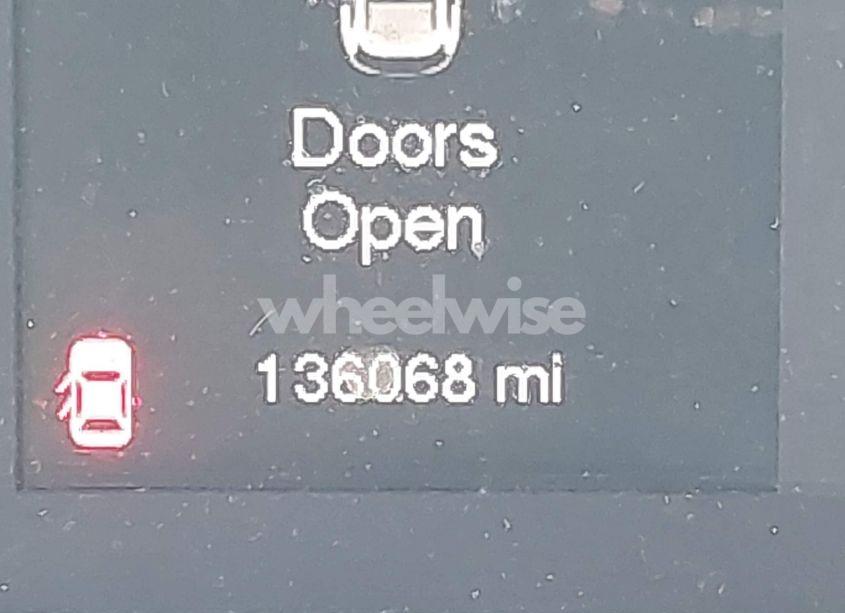 Doors
Open
wheelwise
136068 mi